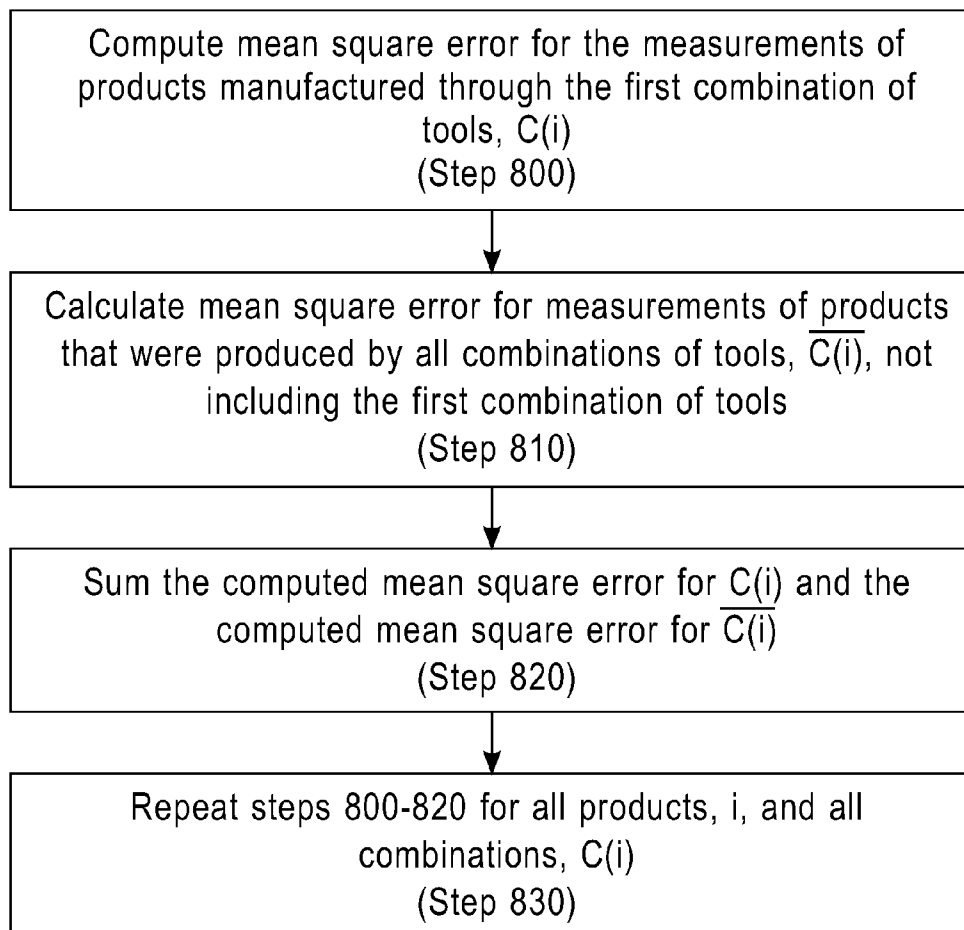 Compute mean square error for the measurements of
products manufactured through the first combination of
tools, C(i)
(Step 800)
Calculate mean square error for measurements of products
that were produced by all combinations of tools, C̅(̅i̅)̅, not
including the first combination of tools
(Step 810)
Sum the computed mean square error for C(i) and the
computed mean square error for C̅(̅i̅)̅
(Step 820)
Repeat steps 800-820 for all products, i, and all
combinations, C(i)
(Step 830)